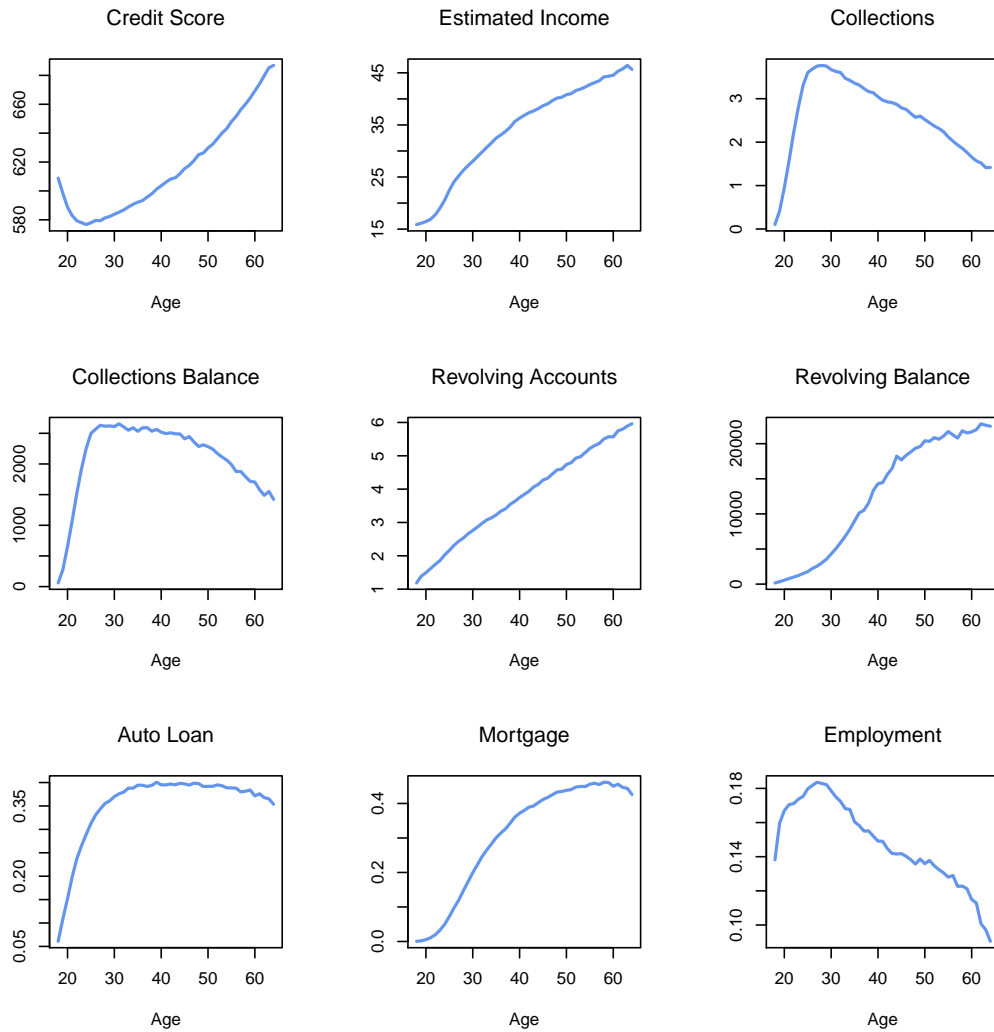 Credit Score
580 620 660
20 30 40 50 60
Age
Estimated Income
15 25 35 45
20 30 40 50 60
Age
Collections
0 1 2 3
20 30 40 50 60
Age
Collections Balance
0 1000 2000
20 30 40 50 60
Age
Revolving Accounts
1 2 3 4 5 6
20 30 40 50 60
Age
Revolving Balance
0 10000 20000
20 30 40 50 60
Age
Auto Loan
0.05 0.20 0.35
20 30 40 50 60
Age
Mortgage
0.0 0.2 0.4
20 30 40 50 60
Age
Employment
0.10 0.14 0.18
20 30 40 50 60
Age